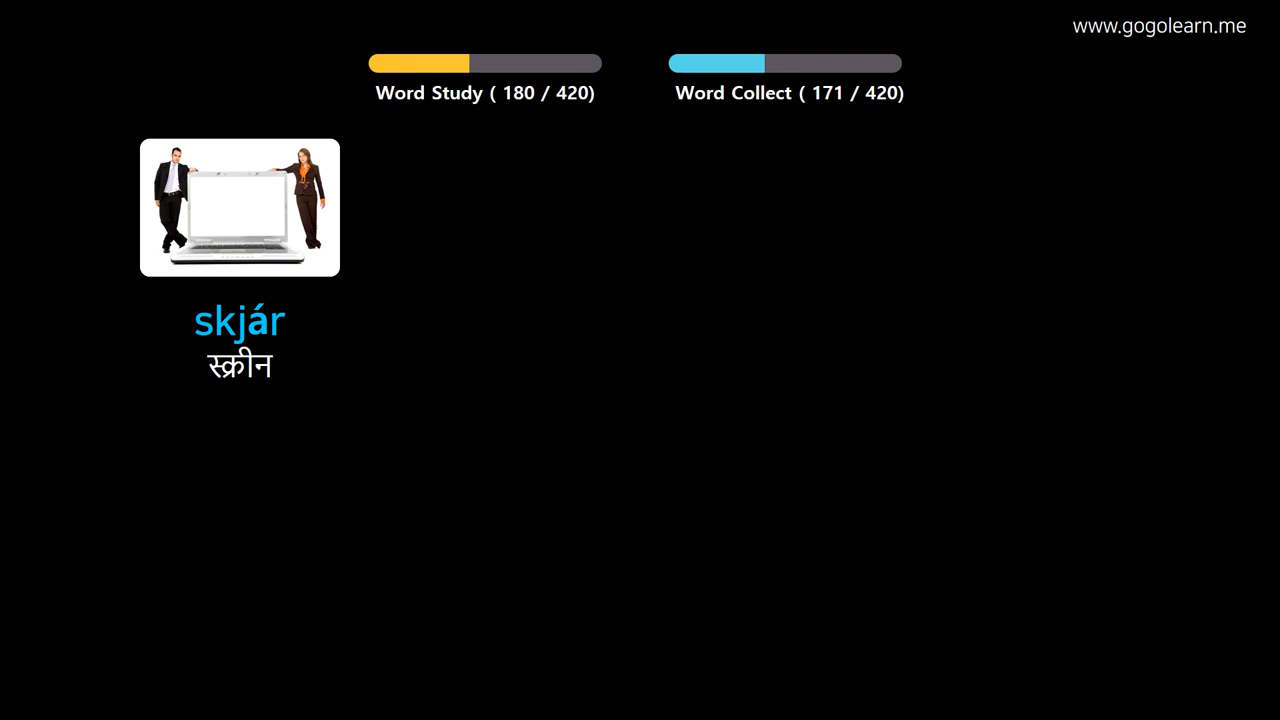 www.gogolearn.me
Word Study ( 180 / 420)
Word Collect ( 171 / 420)
skjár
स्क्रीन